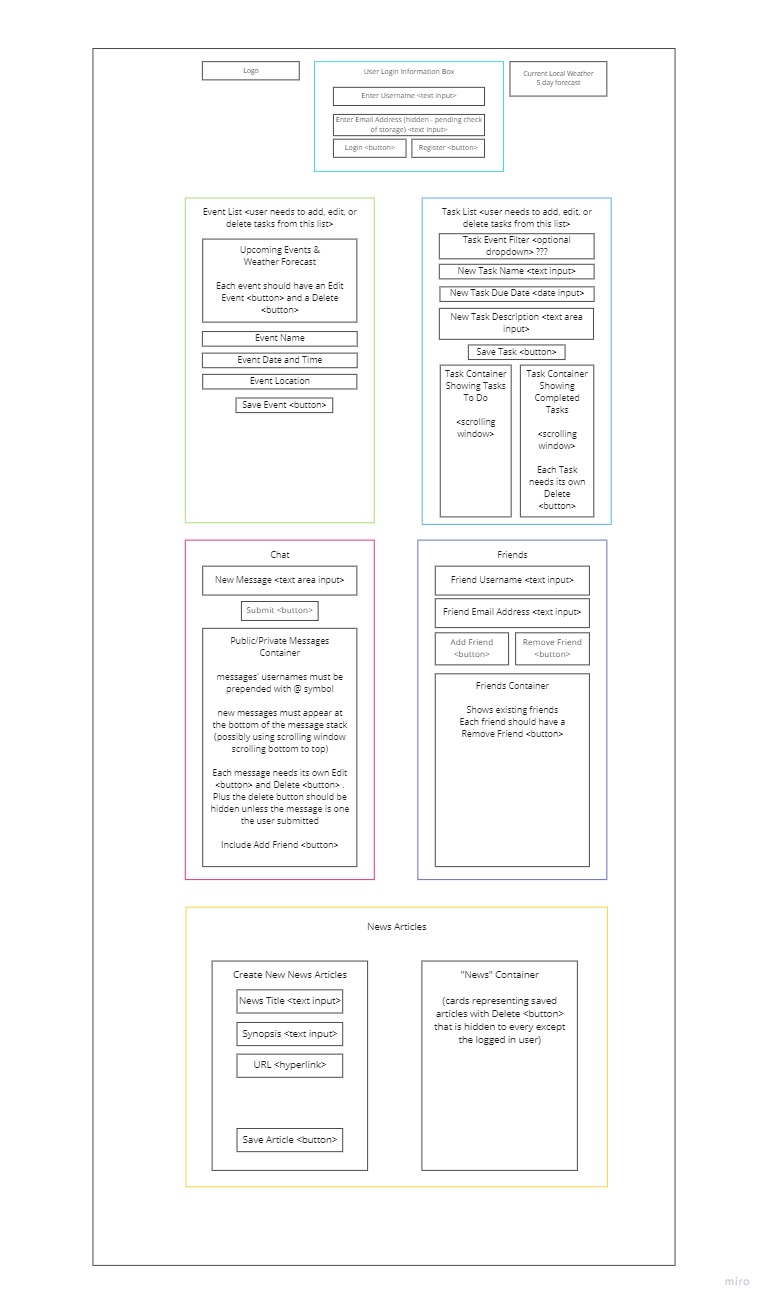 Logo
User Login Information Box
Enter Username <text input>
Enter Email Address (hidden - pending check
of storage) <text input>
Login <button>
Register <button>
Current Local Weather
5 day forecast
Event List <user needs to add, edit, or
delete tasks from this list>
Upcoming Events &
Weather Forecast
Each event should have an Edit
Event <button> and a Delete
<button>
Event Name
Event Date and Time
Event Location
Save Event <button>
Task List <user needs to add, edit, or
delete tasks from this list>
Task Event Filter <optional
dropdown> ???
New Task Name <text input>
New Task Due Date <date input>
New Task Description <text area
input>
Save Task <button>
Task Container
Showing Tasks
To Do
<scrolling
window>
Task Container
Showing
Completed
Tasks
<scrolling
window>
Each Task
needs its own
Delete
<button>
Chat
New Message <text area input>
Submit <button>
Public/Private Messages
Container
messages' usernames must be
prepended with @ symbol
new messages must appear at
the bottom of the message stack
(possibly using scrolling window
scrolling bottom to top)
Each message needs its own Edit
<button> and Delete <button> .
Plus the delete button should be
hidden unless the message is one
the user submitted
Include Add Friend <button>
Friends
Friend Username <text input>
Friend Email Address <text input>
Add Friend
<button>
Remove Friend
<button>
Friends Container
Shows existing friends
Each friend should have a
Remove Friend <button>
News Articles
Create New News Articles
News Title <text input>
Synopsis <text input>
URL <hyperlink>
Save Article <button>
"News" Container
(cards representing saved
articles with Delete <button>
that is hidden to every except
the logged in user)
miro